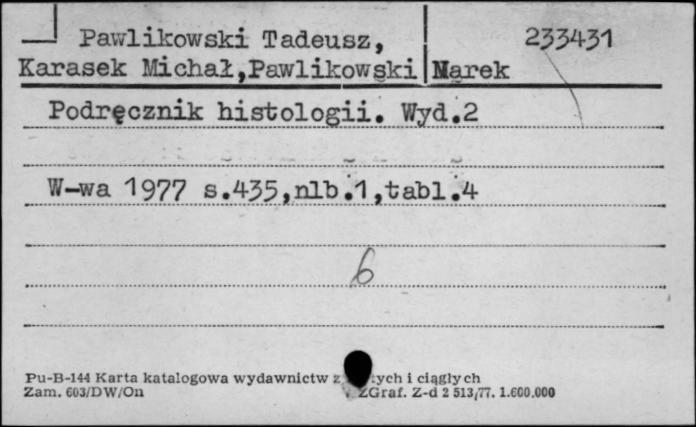 Pawlikowski Tadeusz, 233431
Karasek Michał,Pawlikowski Marek
Podręcznik histologii. Wyd.2
W-wa 1977 s.435,nlb.1,tabl.4
6
Pu-B-144 Karta katalogowa wydawnictw i ciągłych
Zam. 603/DW/On ZGraf. Z-d 2 513/77. 1.600.000